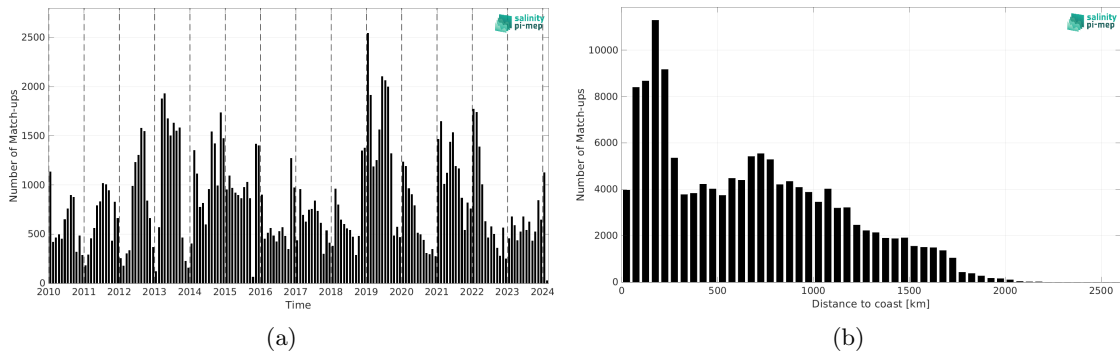 salinity
pi-mep
Number of Match-ups
2500
2000
1500
1000
500
0
2010 2011 2012 2013 2014 2015 2016 2017 2018 2019 2020 2021 2022 2023 2024
Time
(a)
salinity
pi-mep
Number of Match-ups
10000
8000
6000
4000
2000
0
0 500 1000 1500 2000 2500
Distance to coast [km]
(b)